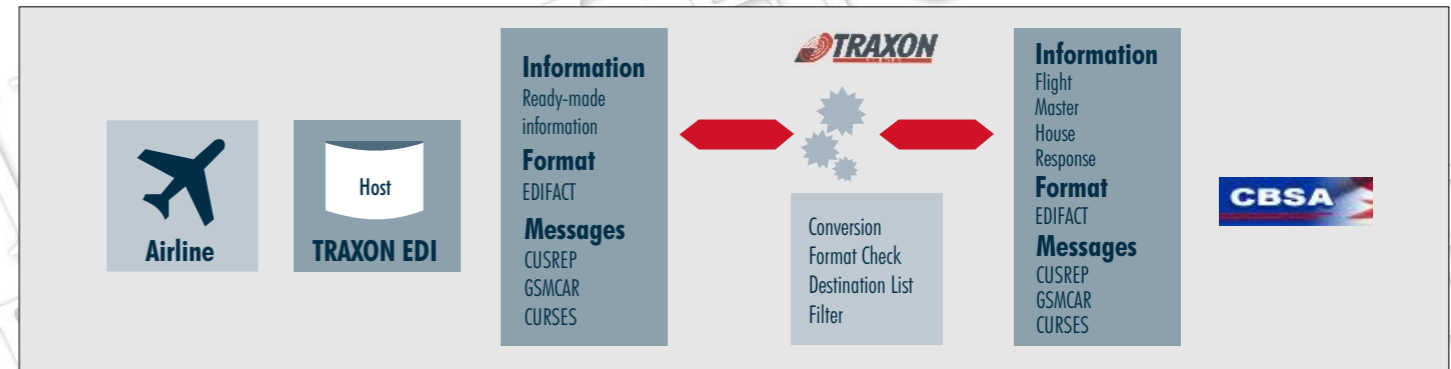 Airline
Host
TRAXON EDI
Information
Ready-made
information
Format
EDIFACT
Messages
CUSREP
GSMCAR
CURSES
TRAXON
Conversion
Format Check
Destination List
Filter
Information
Flight
Master
House
Response
Format
EDIFACT
Messages
CUSREP
GSMCAR
CURSES
CBSA